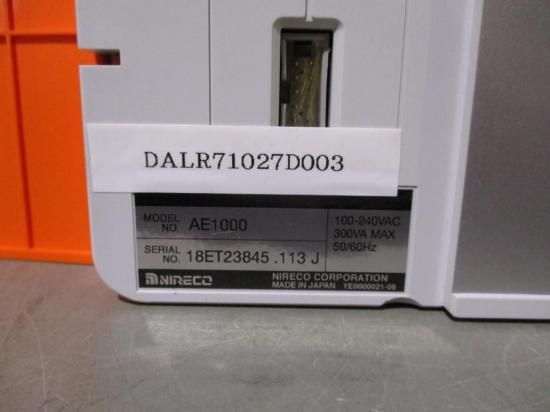 DALR71027D003
MODEL NO. AE1000
100-240VAC
300VA MAX
50/60Hz
SERIAL NO. 18ET23845 .113 J
NIRECO
NIRECO CORPORATION
MADE IN JAPAN YE0000021-09